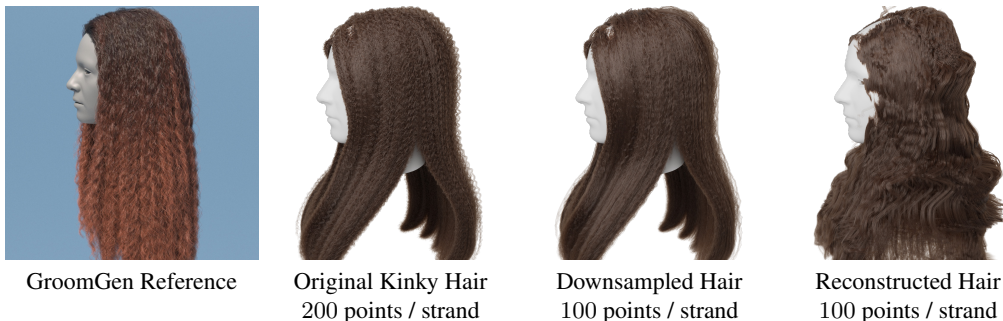 GroomGen Reference
Original Kinky Hair
200 points / strand
Downsampled Hair
100 points / strand
Reconstructed Hair
100 points / strand